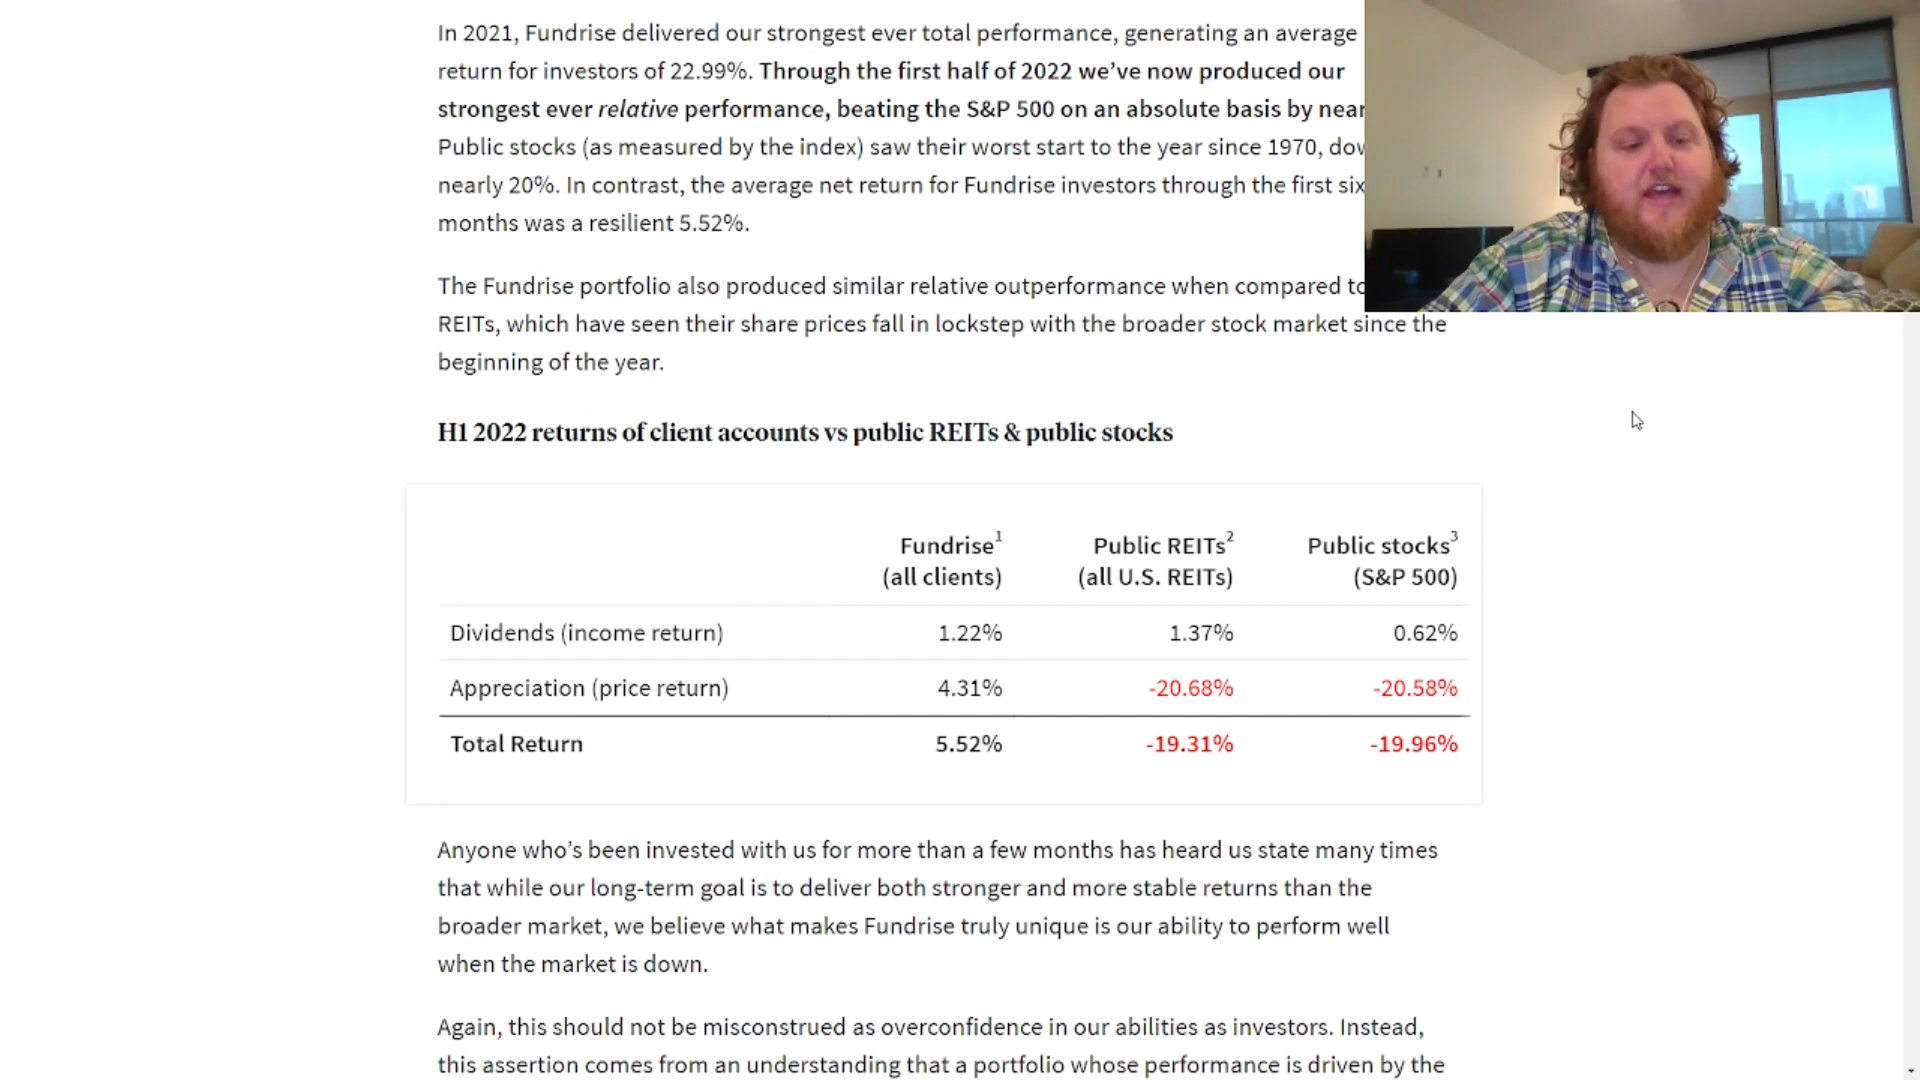 In 2021, Fundrise delivered our strongest ever total performance, generating an average
return for investors of 22.99%. Through the first half of 2022 we’ve now produced our
strongest ever relative performance, beating the S&P 500 on an absolute basis by
Public stocks (as measured by the index) saw their worst start to the year since 1970,
nearly 20%. In contrast, the average net return for Fundrise investors through the first six
months was a resilient 5.52%.
The Fundrise portfolio also produced similar relative outperformance when compared
REITs, which have seen their share prices fall in lockstep with the broader stock market since the
beginning of the year.
H1 2022 returns of client accounts vs public REITs & public stocks
Fundrise1 Public REITs2 Public stocks3
(all clients) (all U.S. REITs) (S&P 500)
Dividends (income return) 1.22% 1.37% 0.62%
Appreciation (price return) 4.31% -20.68% -20.58%
Total Return 5.52% -19.31% -19.96%
Anyone who’s been invested with us for more than a few months has heard us state many times
that while our long-term goal is to deliver both stronger and more stable returns than the
broader market, we believe what makes Fundrise truly unique is our ability to perform well
when the market is down.
Again, this should not be misconstrued as overconfidence in our abilities as investors. Instead,
this assertion comes from an understanding that a portfolio whose performance is driven by the